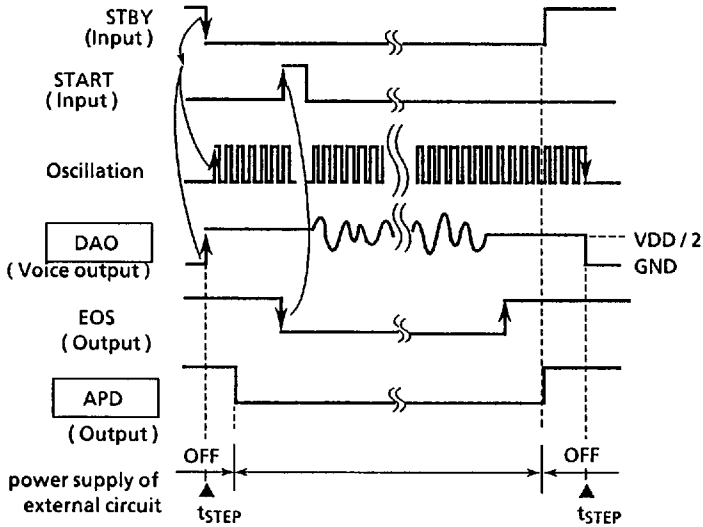 STBY
(Input)
START
(Input)
Oscillation
DAO
(Voice output)
VDD/2
GND
EOS
(Output)
APD
(Output)
OFF
OFF
power supply of
external circuit
tSTEP
tSTEP